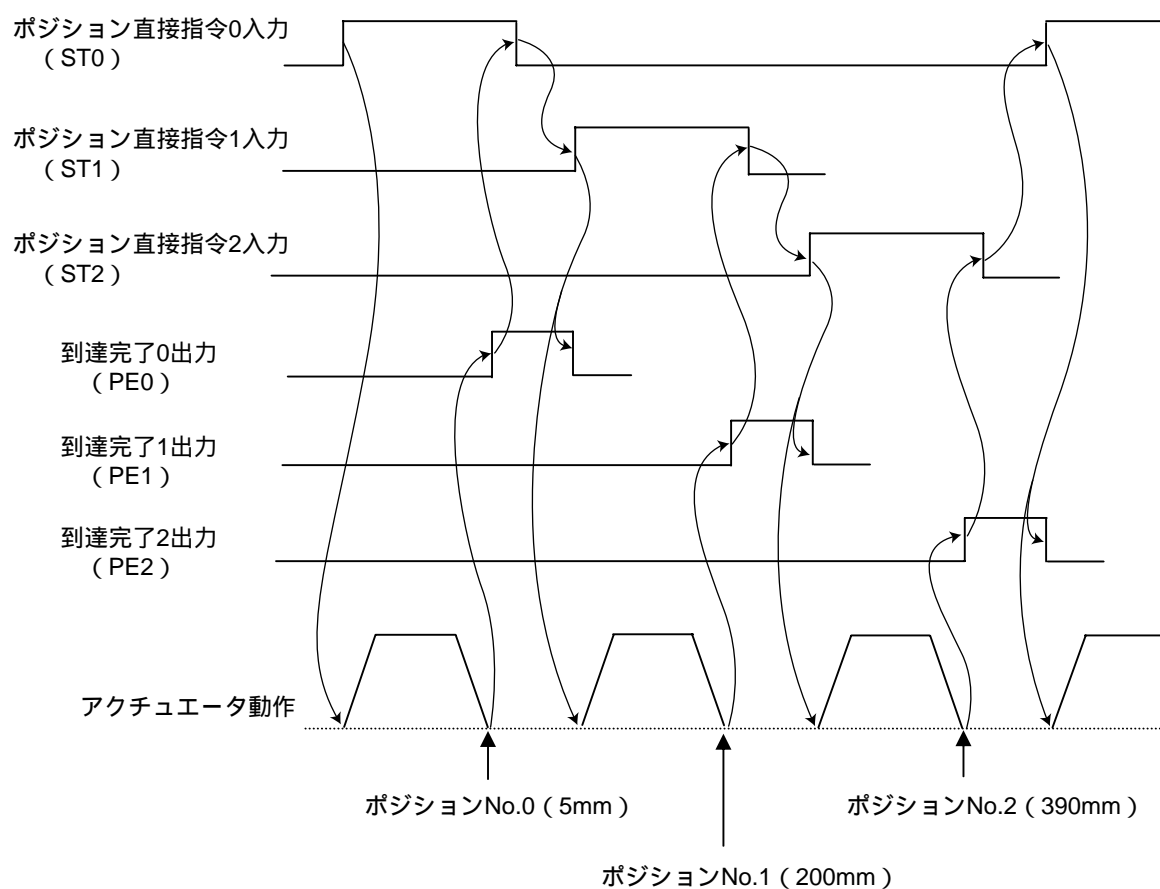 ポジション直接指令0入力
（ST0）
ポジション直接指令1入力
（ST1）
ポジション直接指令2入力
（ST2）
到達完了0出力
（PE0）
到達完了1出力
（PE1）
到達完了2出力
（PE2）
アクチュエータ動作
ポジションNo.0（5mm）
ポジションNo.2（390mm）
ポジションNo.1（200mm）